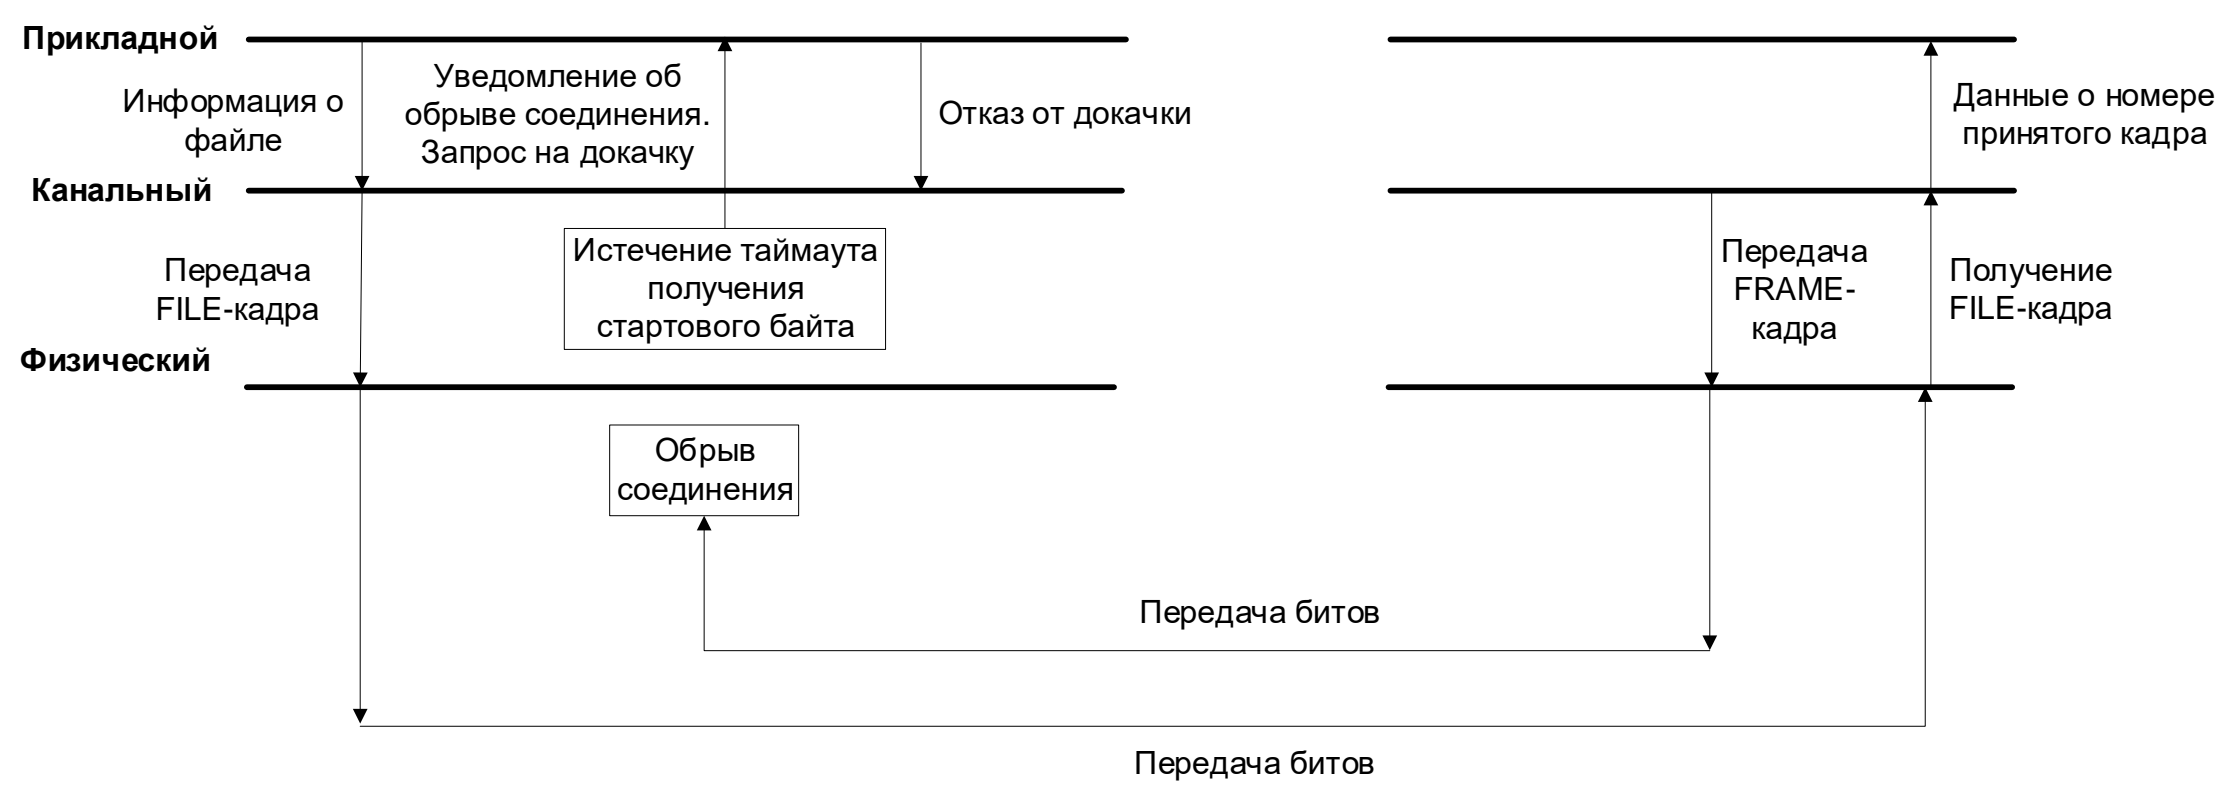 Прикладной
Информация о
файле
Уведомление об
обрыве соединения.
Запрос на докачку
Отказ от докачки
Данные о номере
принятого кадра
Канальный
Передача
FILE-кадра
Истечение таймаута
получения
стартового байта
Передача
FRAME-
кадра
Получение
FILE-кадра
Физический
Обрыв
соединения
Передача битов
Передача битов